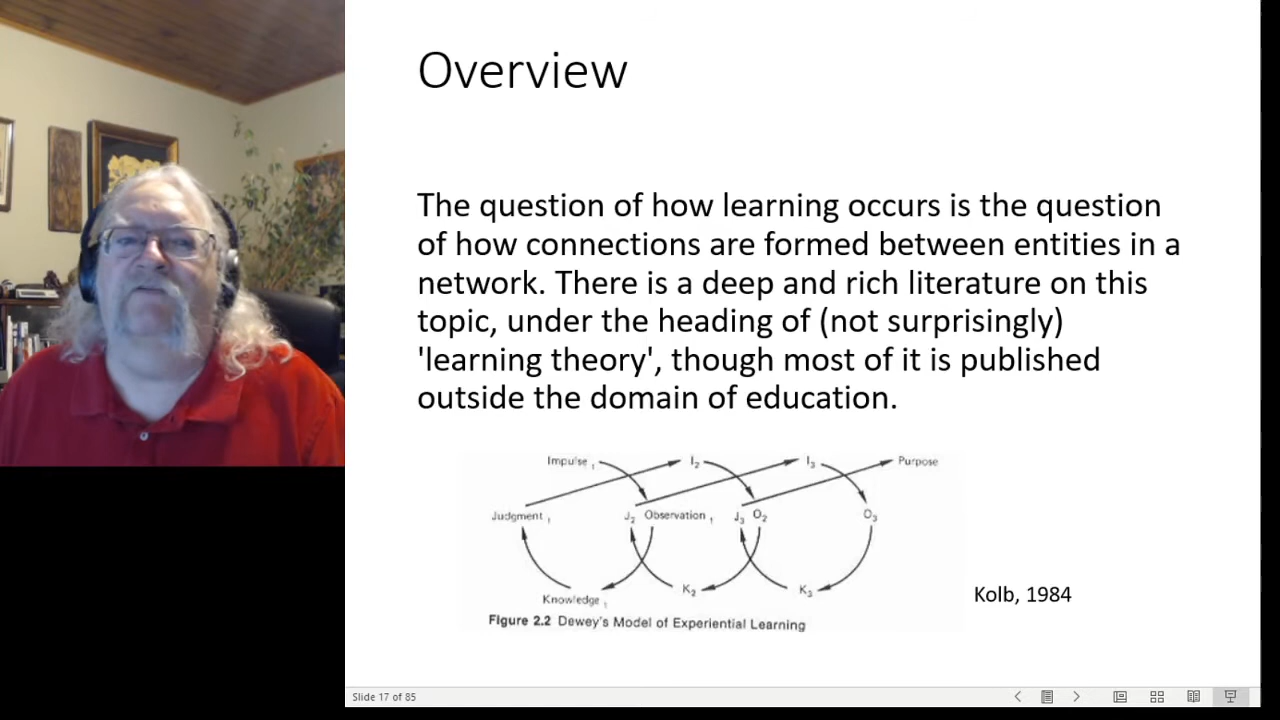 Overview
The question of how learning occurs is the question
of how connections are formed between entities in a
network. There is a deep and rich literature on this
topic, under the heading of (not surprisingly)
'learning theory', though most of it is published
outside the domain of education.
Impulse 1 I2 I3 Purpose
Judgment 1 J2 Observation 1 J3 O2 O3
Knowledge 1 K2 K3
Figure 2.2 Dewey's Model of Experiential Learning
Kolb, 1984
Slide 17 of 85